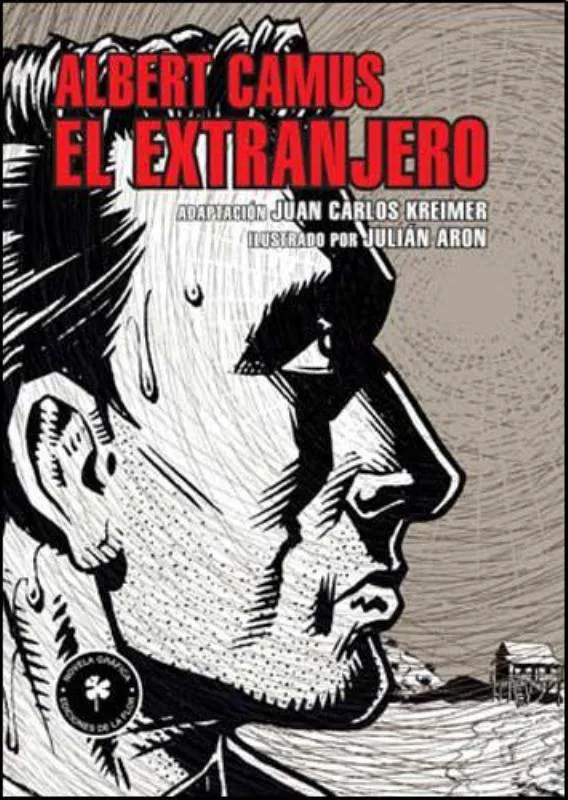 ALBERT CAMUS
EL EXTRANJERO
ADAPTACIÓN JUAN CARLOS KREIMER
ILUSTRADO POR JULIÁN ARON
NOVELA GRÁFICA
EDICIONES DE LA FLOR